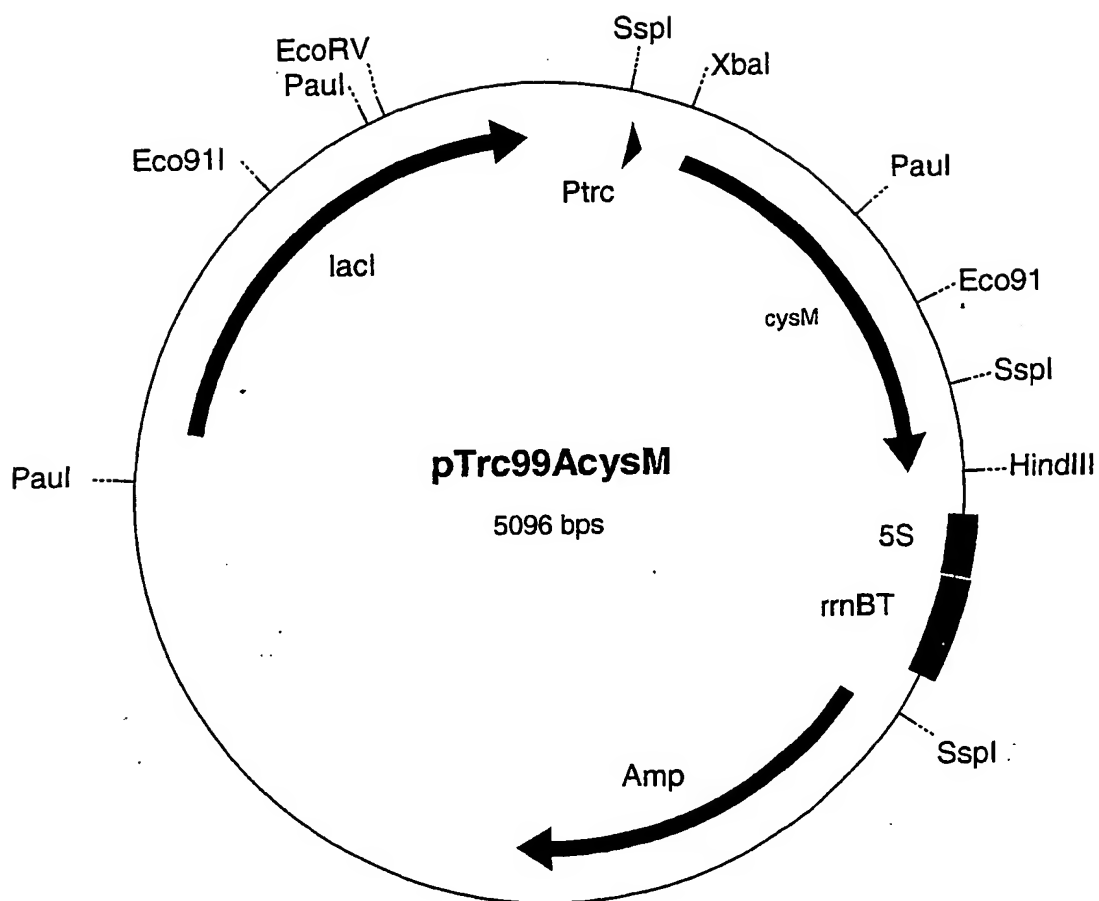 SspI
XbaI
EcoRV
PauI
Eco91I
PauI
Ptrc
lacI
Eco91
cysM
SspI
pTrc99AcysM
PauI
HindIII
5096 bps
5S
rrnBT
SspI
Amp